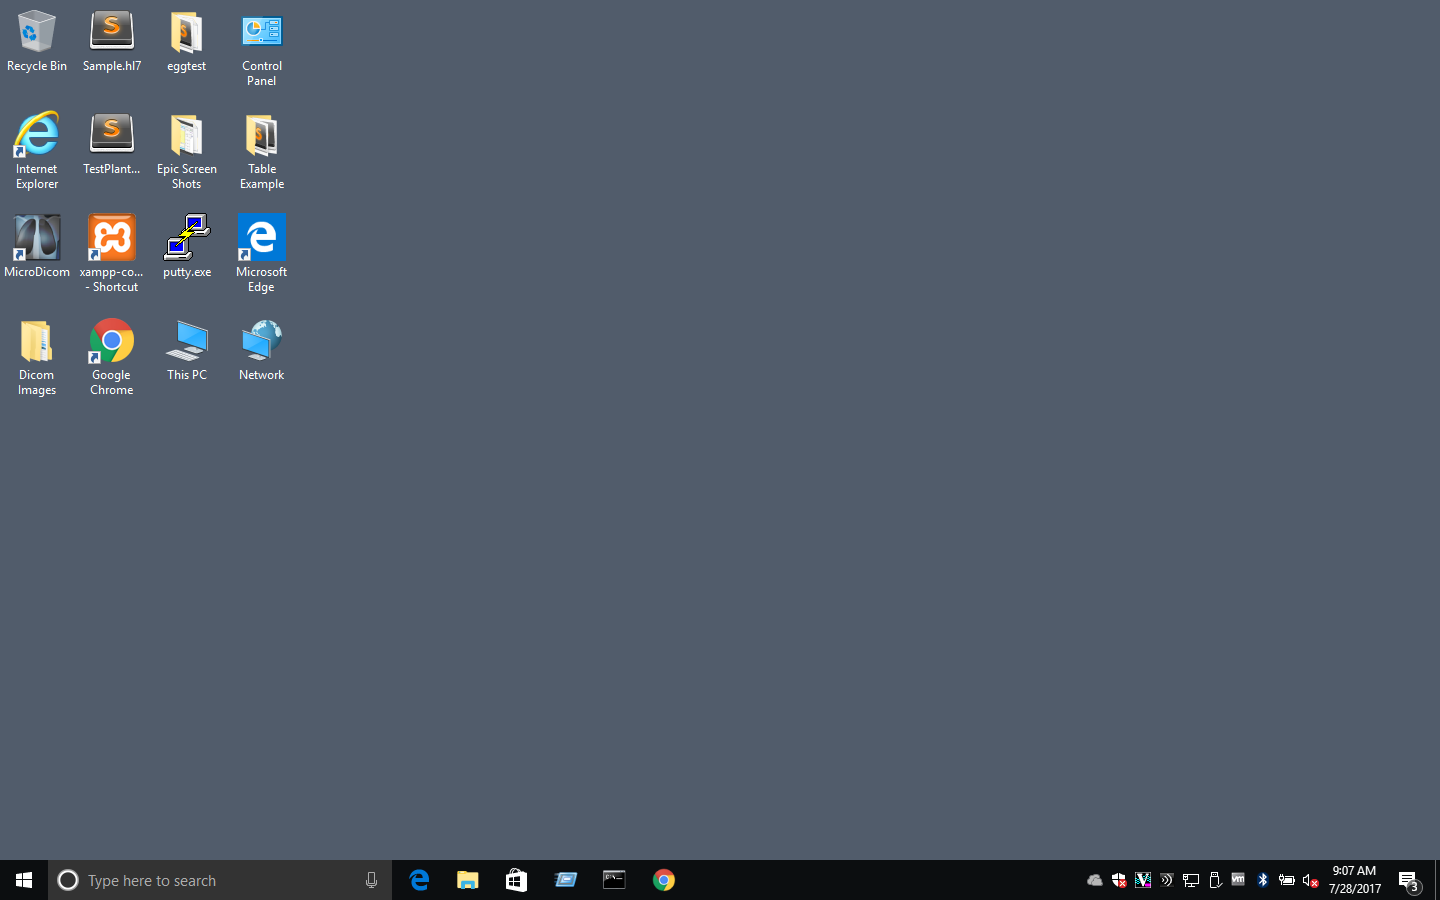 Recycle Bin
Sample.hl7
eggtest
Control
Panel
Internet
Explorer
TestPlant...
Epic Screen
Shots
Table
Example
MicroDicom
xampp-co...
- Shortcut
putty.exe
Microsoft
Edge
Dicom
Images
Google
Chrome
This PC
Network
Type here to search
9:07 AM
7/28/2017
3